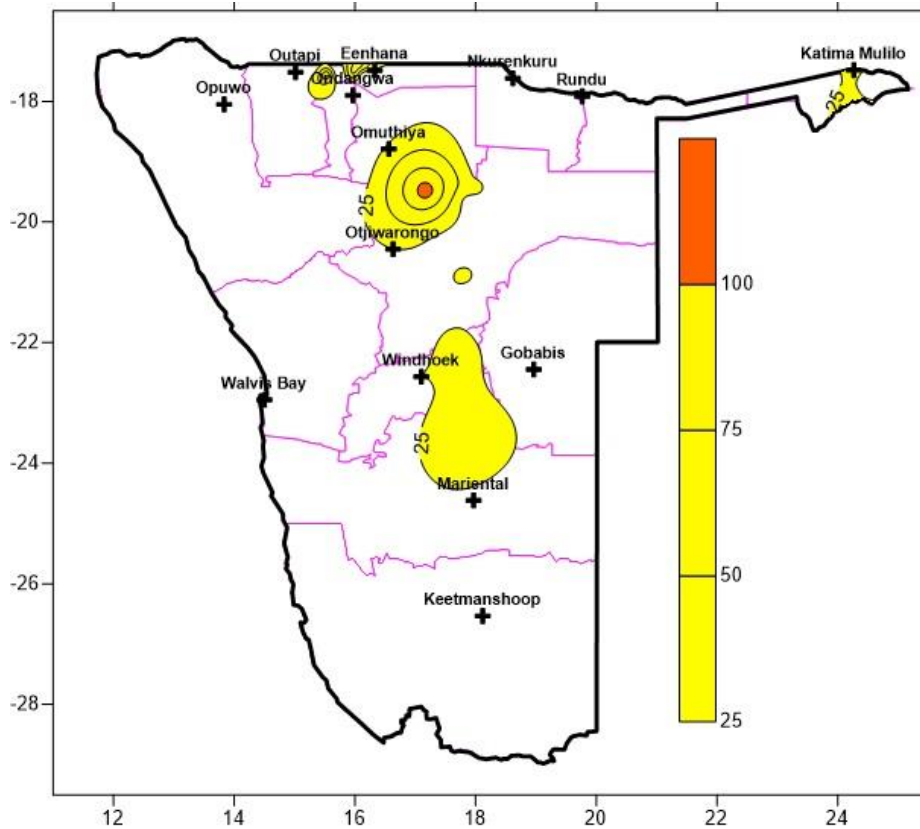 Outapi
Eenhana
Katima Mulilo
Nkurenkuru
Opuwo
Ondangwa
Rundu
-18
25
Omuthiya
25
-20
Otjiwarongo
100
-22
Windhoek
Gobabis
Walvis Bay
75
25
-24
Mariental
50
-26
Keetmanshoop
-28
25
12
14
16
18
20
22
24